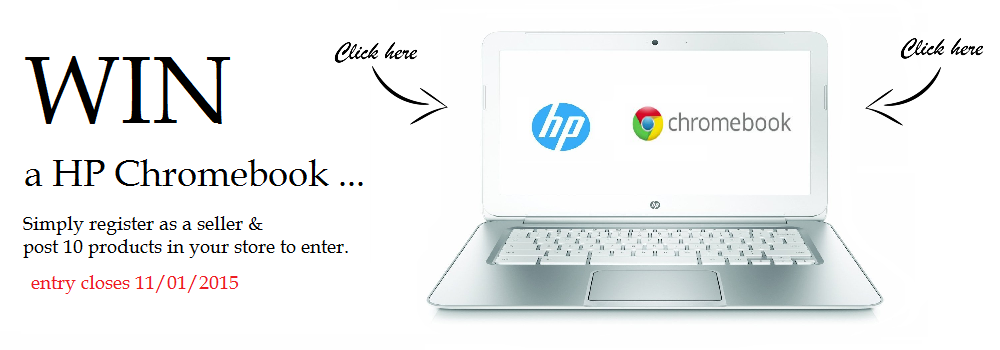 WIN
a HP Chromebook ...
Simply register as a seller &
post 10 products in your store to enter.
entry closes 11/01/2015
Click here
Click here
hp
chromebook
hp